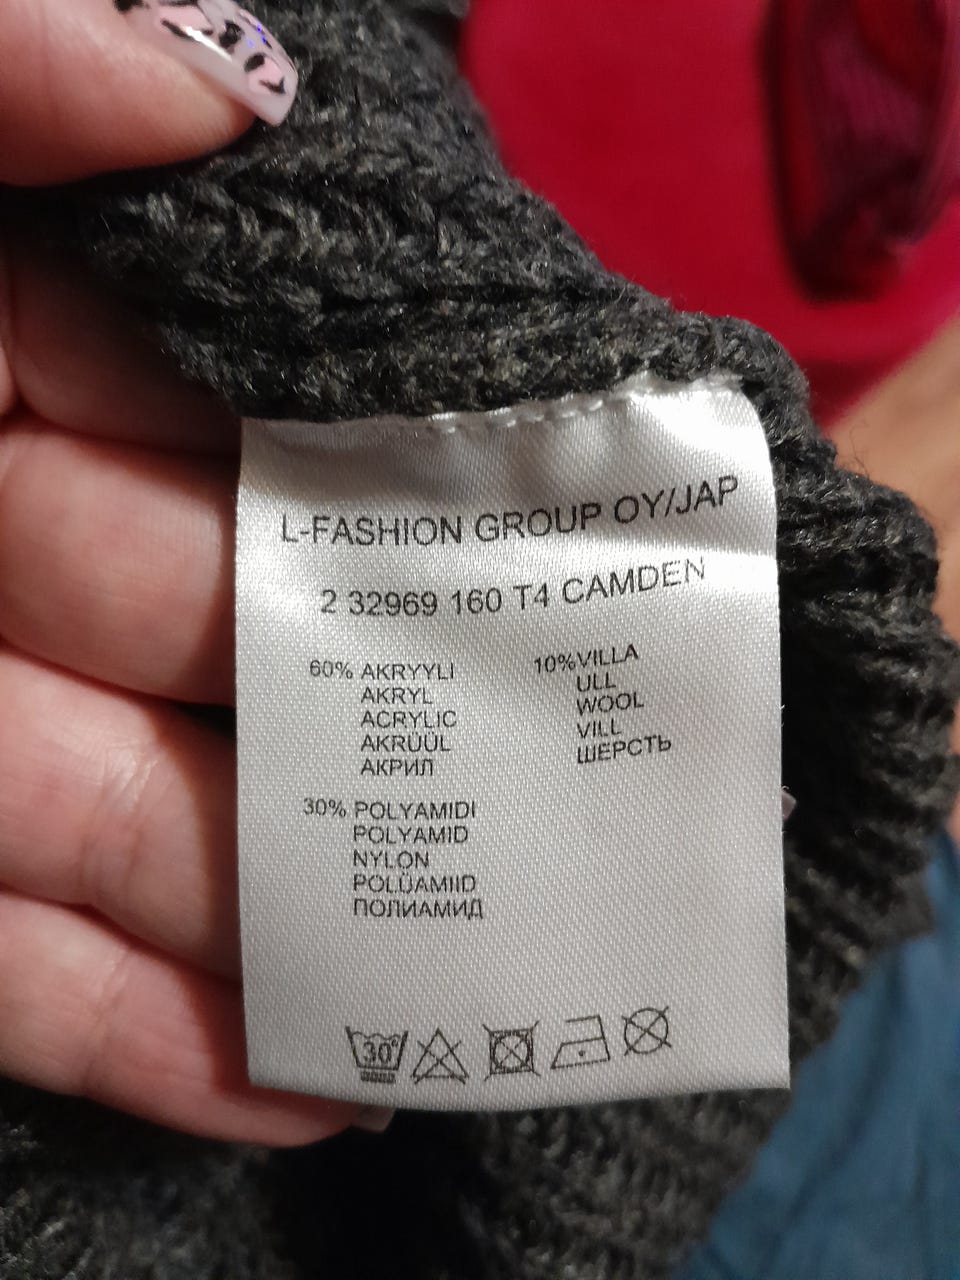 L-FASHION GROUP OY/JAP
2 32969 160 T4 CAMDEN
60% AKRYYLI
AKRYL
ACRYLIC
AKRÜÜL
АКРИЛ
10%VILLA
ULL
WOOL
VILL
ШЕРСТЬ
30% POLYAMIDI
POLYAMID
NYLON
POLÜAMIID
ПОЛИАМИД
30°